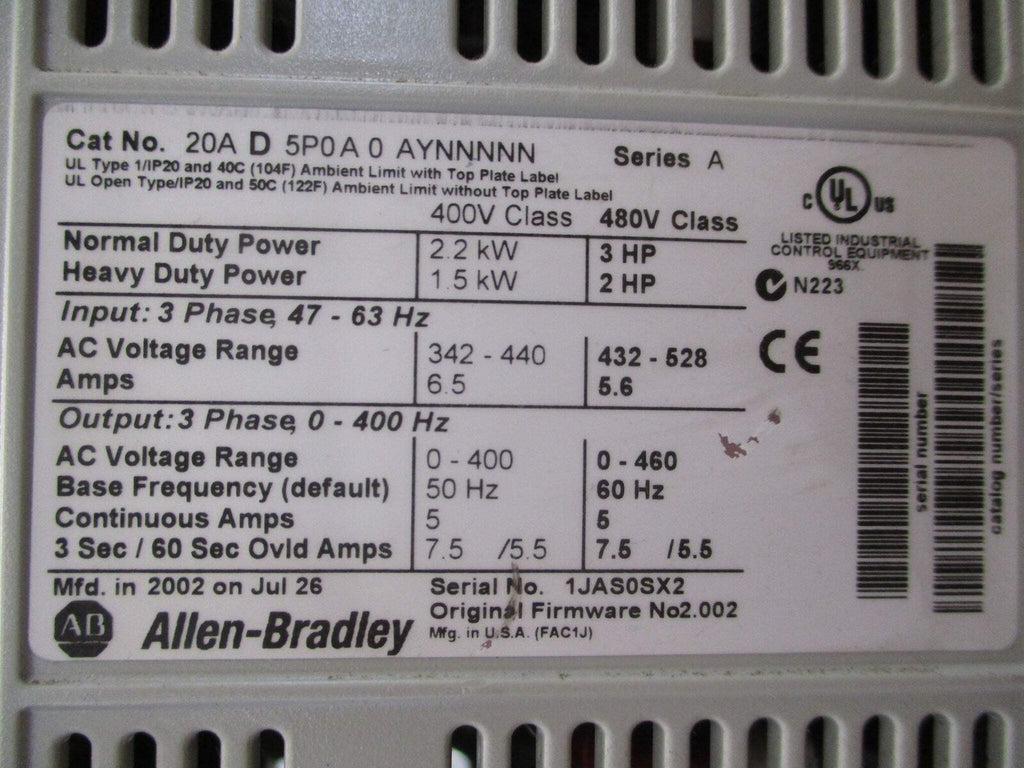 Cat No. 20A D 5P0A 0 AYNNNNN Series A
UL Type 1/IP20 and 40C (104F) Ambient Limit with Top Plate Label
UL Open Type/IP20 and 50C (122F) Ambient Limit without Top Plate Label
C UL US
LISTED INDUSTRIAL
CONTROL EQUIPMENT
966X
N223
CE
400V Class 480V Class
Normal Duty Power 2.2 kW 3 HP
Heavy Duty Power 1.5 kW 2 HP
Input: 3 Phase, 47 - 63 Hz
AC Voltage Range 342 - 440 432 - 528
Amps 6.5 5.6
Output: 3 Phase, 0 - 400 Hz
AC Voltage Range 0 - 400 0 - 460
Base Frequency (default) 50 Hz 60 Hz
Continuous Amps 5 5
3 Sec / 60 Sec Ovld Amps 7.5 /5.5 7.5 /5.5
Mfd. in 2002 on Jul 26 Serial No. 1JAS0SX2
Original Firmware No2.002
AB Allen-Bradley Mfg. in U.S.A. (FAC1J)
serial number
catalog number/series